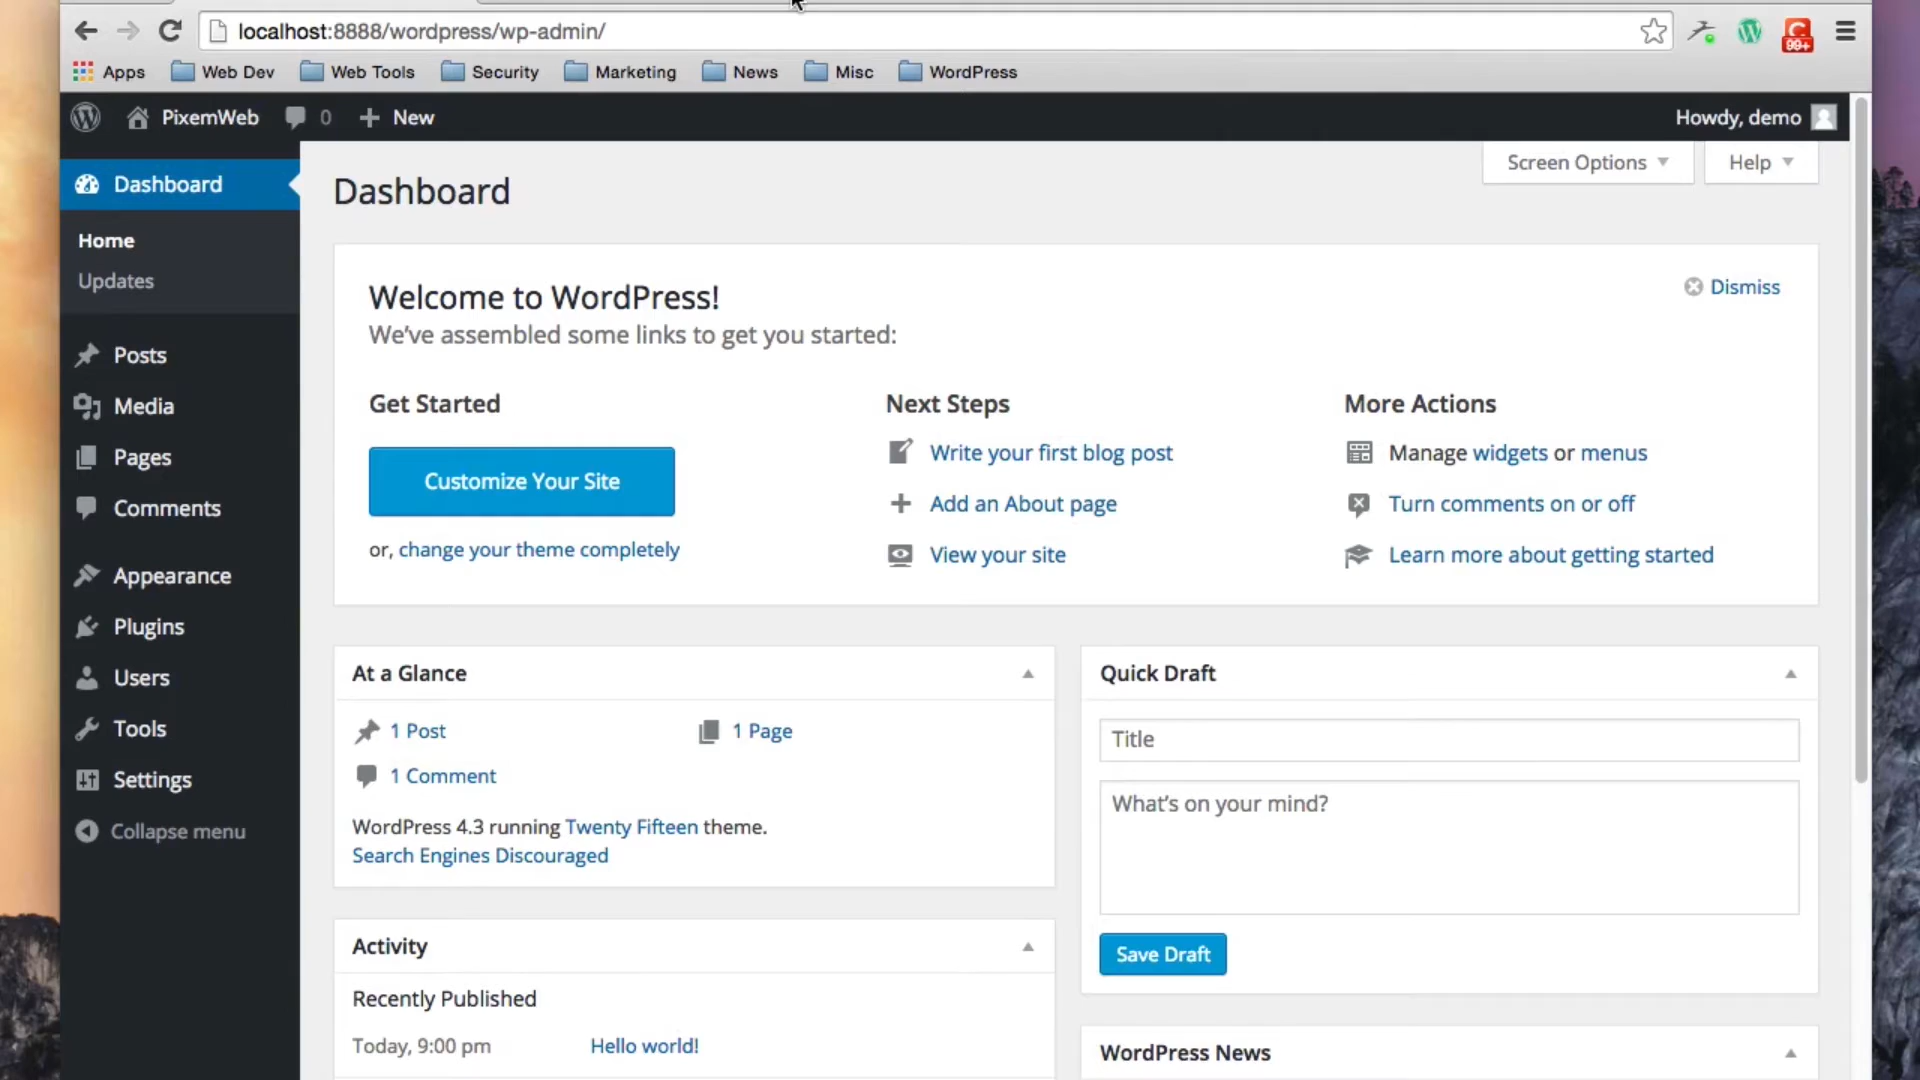 localhost:8888/wordpress/wp-admin/
99+
Apps Web Dev Web Tools Security Marketing News Misc WordPress
PixemWeb 0 New Howdy, demo
Screen Options Help
Dashboard
Home
Updates
Posts
Media
Pages
Comments
Appearance
Plugins
Users
Tools
Settings
Collapse menu
Dashboard
Welcome to WordPress!
Dismiss
We've assembled some links to get you started:
Get Started
Customize Your Site
or, change your theme completely
Next Steps
Write your first blog post
Add an About page
View your site
More Actions
Manage widgets or menus
Turn comments on or off
Learn more about getting started
At a Glance
1 Post 1 Page
1 Comment
WordPress 4.3 running Twenty Fifteen theme.
Search Engines Discouraged
Activity
Recently Published
Today, 9:00 pm Hello world!
Quick Draft
Title
What's on your mind?
Save Draft
WordPress News